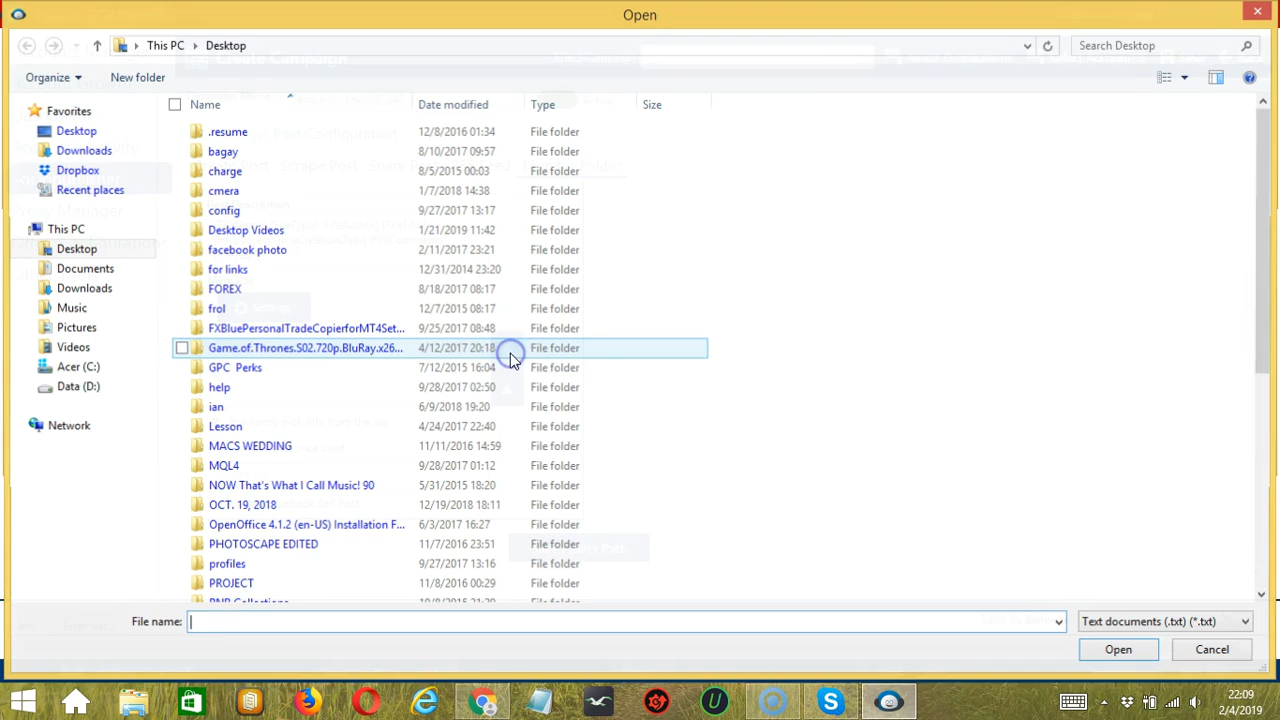 Open
This PC
Desktop
Search Desktop
Organize
New folder
Name
Date modified
Type
Size
Favorites
Desktop
Downloads
Dropbox
Recent places
This PC
Desktop
Documents
Downloads
Music
Pictures
Videos
Acer (C:)
Data (D:)
Network
.resume 12/8/2016 01:34 File folder
bagay 8/10/2017 09:57 File folder
charge 8/5/2015 00:03 File folder
cmera 1/7/2018 14:38 File folder
config 9/27/2017 13:17 File folder
Desktop Videos 1/21/2019 11:42 File folder
facebook photo 2/11/2017 23:21 File folder
for links 12/31/2014 23:20 File folder
FOREX 8/18/2017 08:17 File folder
frol 12/7/2015 08:17 File folder
FXBluePersonalTradeCopierforMT4Set... 9/25/2017 08:48 File folder
Game.of.Thrones.S02.720p.BluRay.x26... 4/12/2017 20:18 File folder
GPC Perks 7/12/2015 16:04 File folder
help 9/28/2017 02:50 File folder
ian 6/9/2018 19:20 File folder
Lesson 4/24/2017 22:40 File folder
MACS WEDDING 11/11/2016 14:59 File folder
MQL4 9/28/2017 01:12 File folder
NOW That's What I Call Music! 90 5/31/2015 18:20 File folder
OCT. 19, 2018 12/19/2018 18:11 File folder
OpenOffice 4.1.2 (en-US) Installation F... 6/3/2017 16:27 File folder
PHOTOSCAPE EDITED 11/7/2016 23:51 File folder
profiles 9/27/2017 13:16 File folder
PROJECT 11/8/2016 00:29 File folder
File name:
Text documents (.txt) (*.txt)
Open
Cancel
22:09
2/4/2019